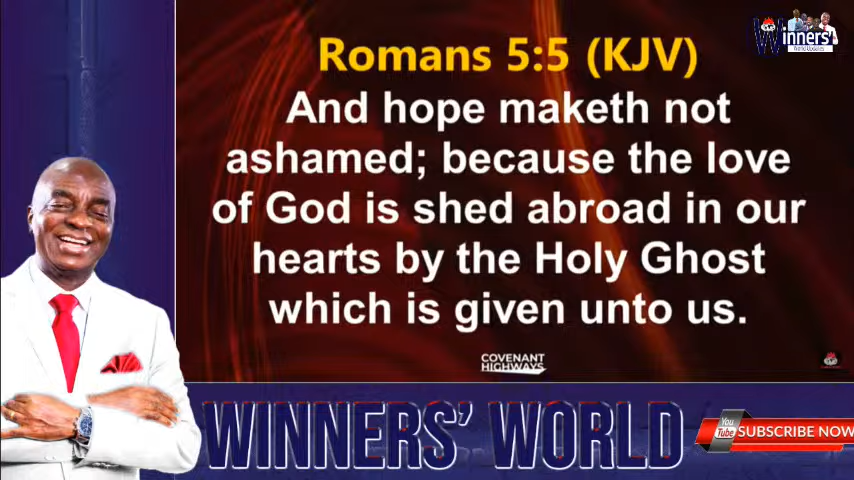 Winners'
World Updates
Romans 5:5 (KJV)
And hope maketh not
ashamed; because the love
of God is shed abroad in our
hearts by the Holy Ghost
which is given unto us.
COVENANT
HIGHWAYS
WINNERS' WORLD
You
Tube
SUBSCRIBE NOW